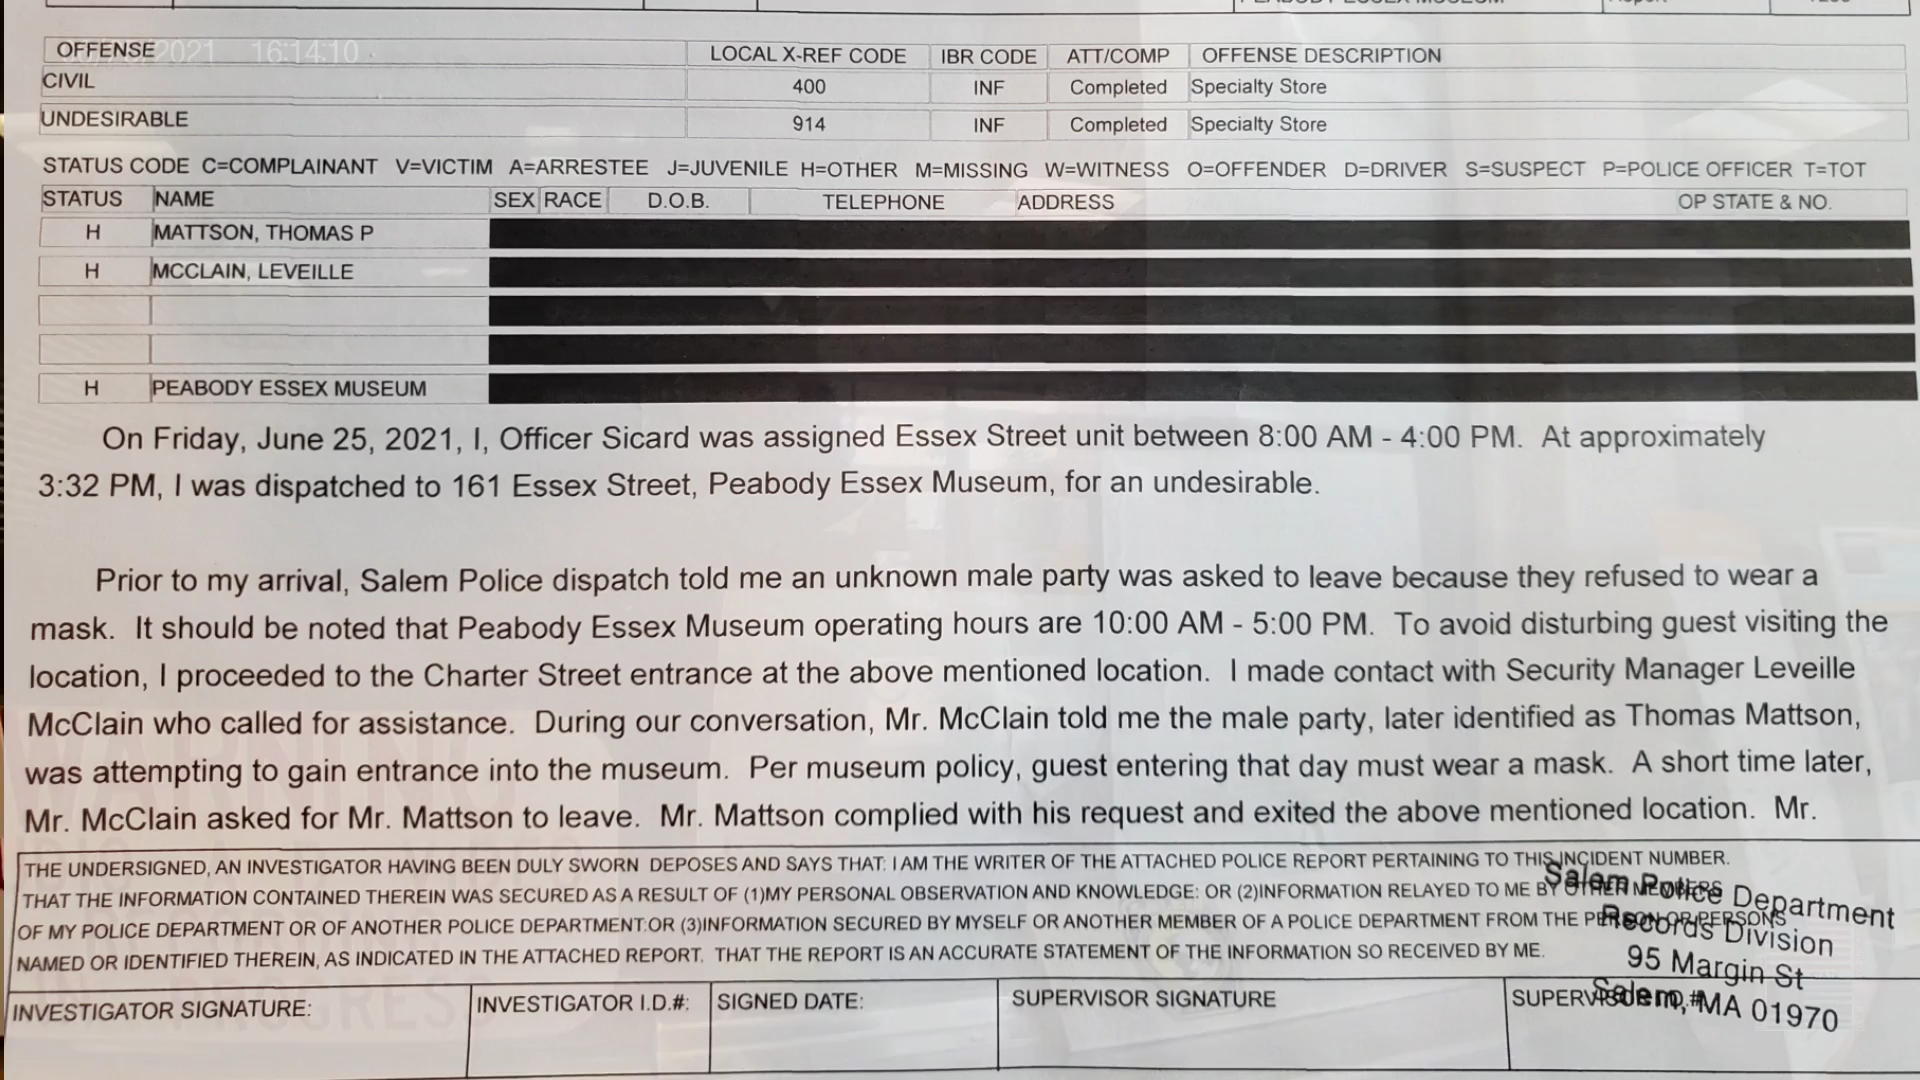 OFFENSE LOCAL X-REF CODE IBR CODE ATT/COMP OFFENSE DESCRIPTION
2021 16:14:10
CIVIL 400 INF Completed Specialty Store
UNDESIRABLE 914 INF Completed Specialty Store
STATUS CODE C=COMPLAINANT V=VICTIM A=ARRESTEE J=JUVENILE H=OTHER M=MISSING W=WITNESS O=OFFENDER D=DRIVER S=SUSPECT P=POLICE OFFICER T=TOT
STATUS NAME SEX RACE D.O.B. TELEPHONE ADDRESS OP STATE & NO.
H MATTSON, THOMAS P
H MCCLAIN, LEVEILLE
H PEABODY ESSEX MUSEUM
On Friday, June 25, 2021, I, Officer Sicard was assigned Essex Street unit between 8:00 AM - 4:00 PM. At approximately
3:32 PM, I was dispatched to 161 Essex Street, Peabody Essex Museum, for an undesirable.
Prior to my arrival, Salem Police dispatch told me an unknown male party was asked to leave because they refused to wear a
mask. It should be noted that Peabody Essex Museum operating hours are 10:00 AM - 5:00 PM. To avoid disturbing guest visiting the
location, I proceeded to the Charter Street entrance at the above mentioned location. I made contact with Security Manager Leveille
McClain who called for assistance. During our conversation, Mr. McClain told me the male party, later identified as Thomas Mattson,
was attempting to gain entrance into the museum. Per museum policy, guest entering that day must wear a mask. A short time later,
Mr. McClain asked for Mr. Mattson to leave. Mr. Mattson complied with his request and exited the above mentioned location. Mr.
THE UNDERSIGNED, AN INVESTIGATOR HAVING BEEN DULY SWORN DEPOSES AND SAYS THAT: I AM THE WRITER OF THE ATTACHED POLICE REPORT PERTAINING TO THIS INCIDENT NUMBER.
THAT THE INFORMATION CONTAINED THEREIN WAS SECURED AS A RESULT OF (1)MY PERSONAL OBSERVATION AND KNOWLEDGE: OR (2)INFORMATION RELAYED TO ME BY OTHER MEMBERS
OF MY POLICE DEPARTMENT OR OF ANOTHER POLICE DEPARTMENT:OR (3)INFORMATION SECURED BY MYSELF OR ANOTHER MEMBER OF A POLICE DEPARTMENT FROM THE PERSON OR PERSONS
NAMED OR IDENTIFIED THEREIN, AS INDICATED IN THE ATTACHED REPORT. THAT THE REPORT IS AN ACCURATE STATEMENT OF THE INFORMATION SO RECEIVED BY ME.
Salem Police Department
Records Division
95 Margin St
Salem, MA 01970
INVESTIGATOR SIGNATURE: INVESTIGATOR I.D.#: SIGNED DATE: SUPERVISOR SIGNATURE SUPERVISOR I.D.#